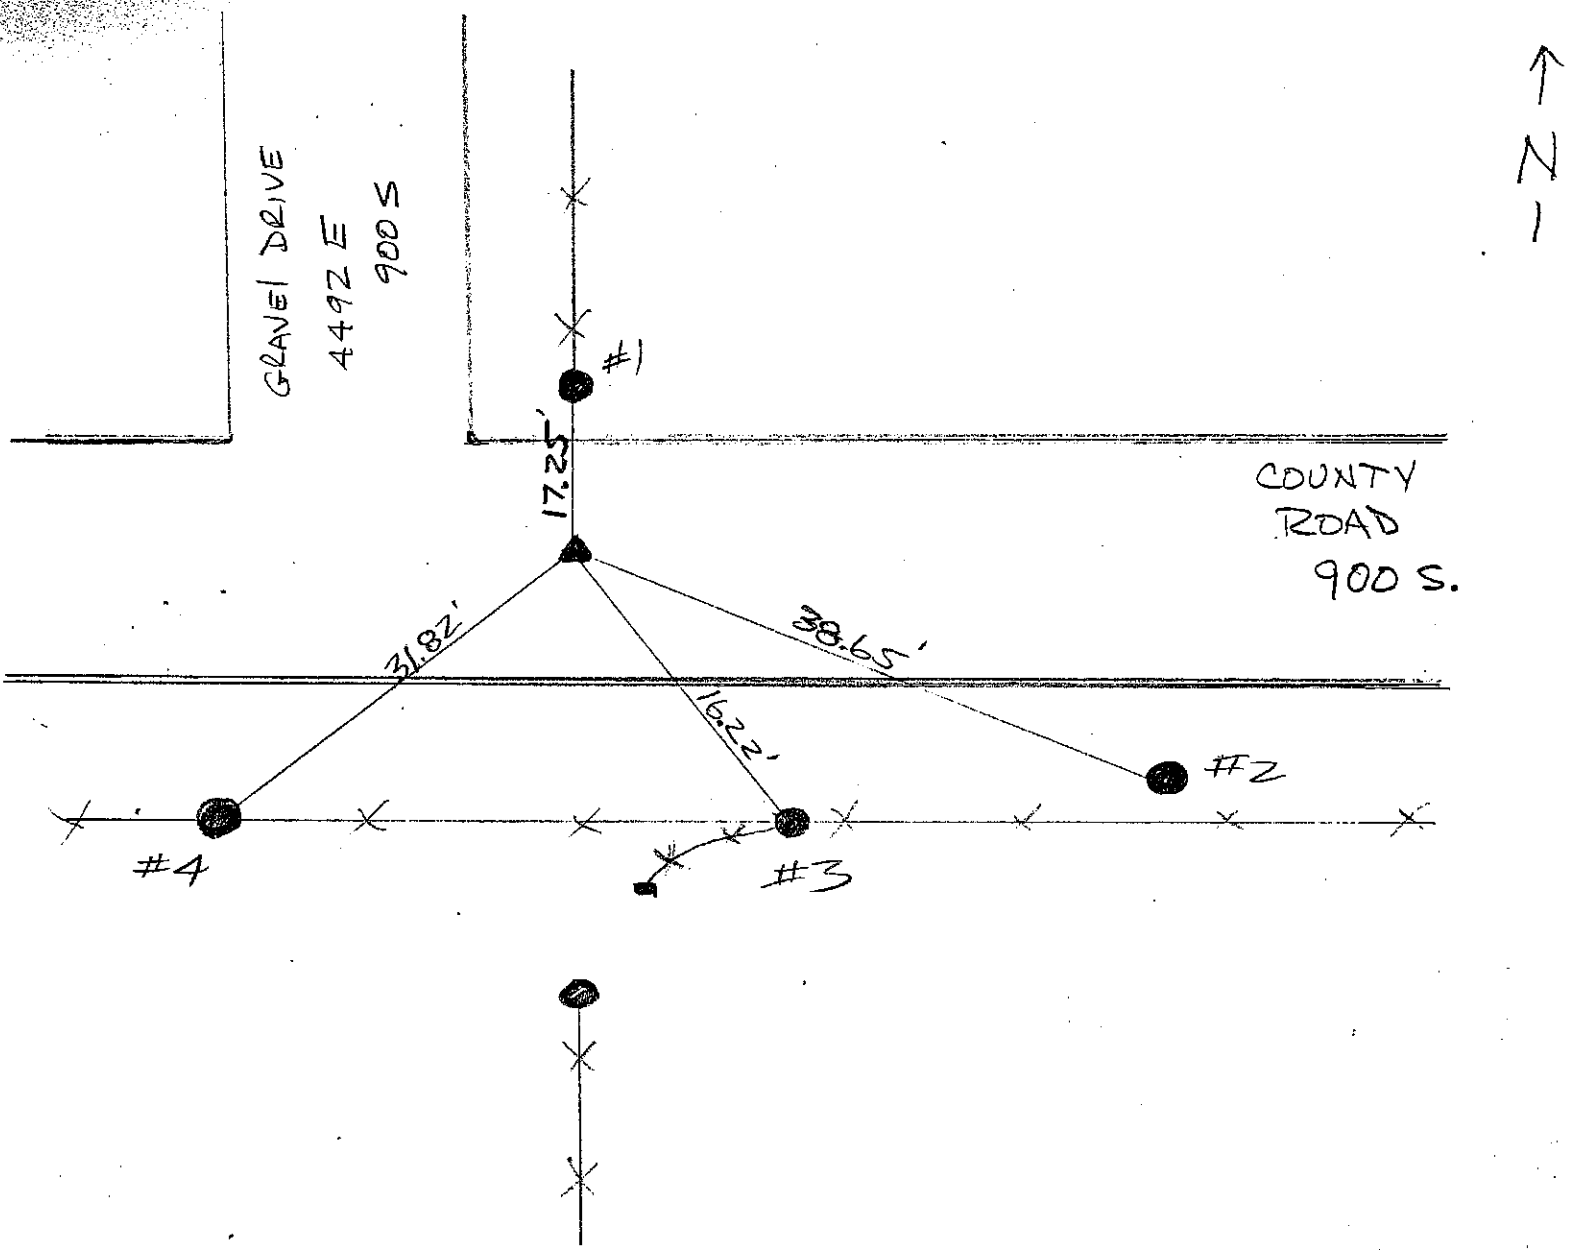 GRAVEL DRIVE
4492 E
900 S
N
#1
17.25'
COUNTY
ROAD
900 S.
31.82'
38.65'
16.22'
#2
#4
#3